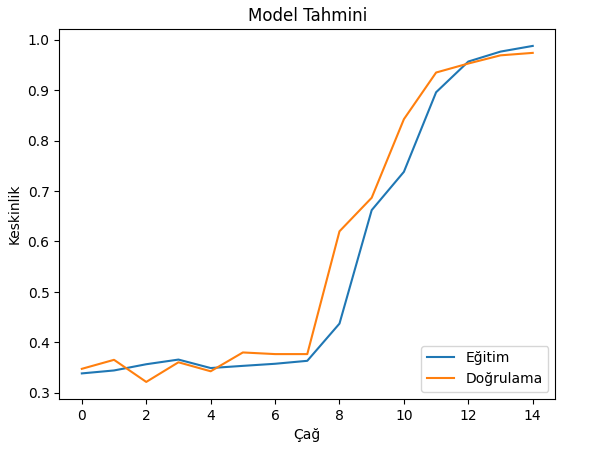 Model Tahmini
1.0
0.9
0.8
0.7
0.6
0.5
0.4
0.3
Keskinlik
Eğitim
Doğrulama
0 2 4 6 8 10 12 14
Çağ